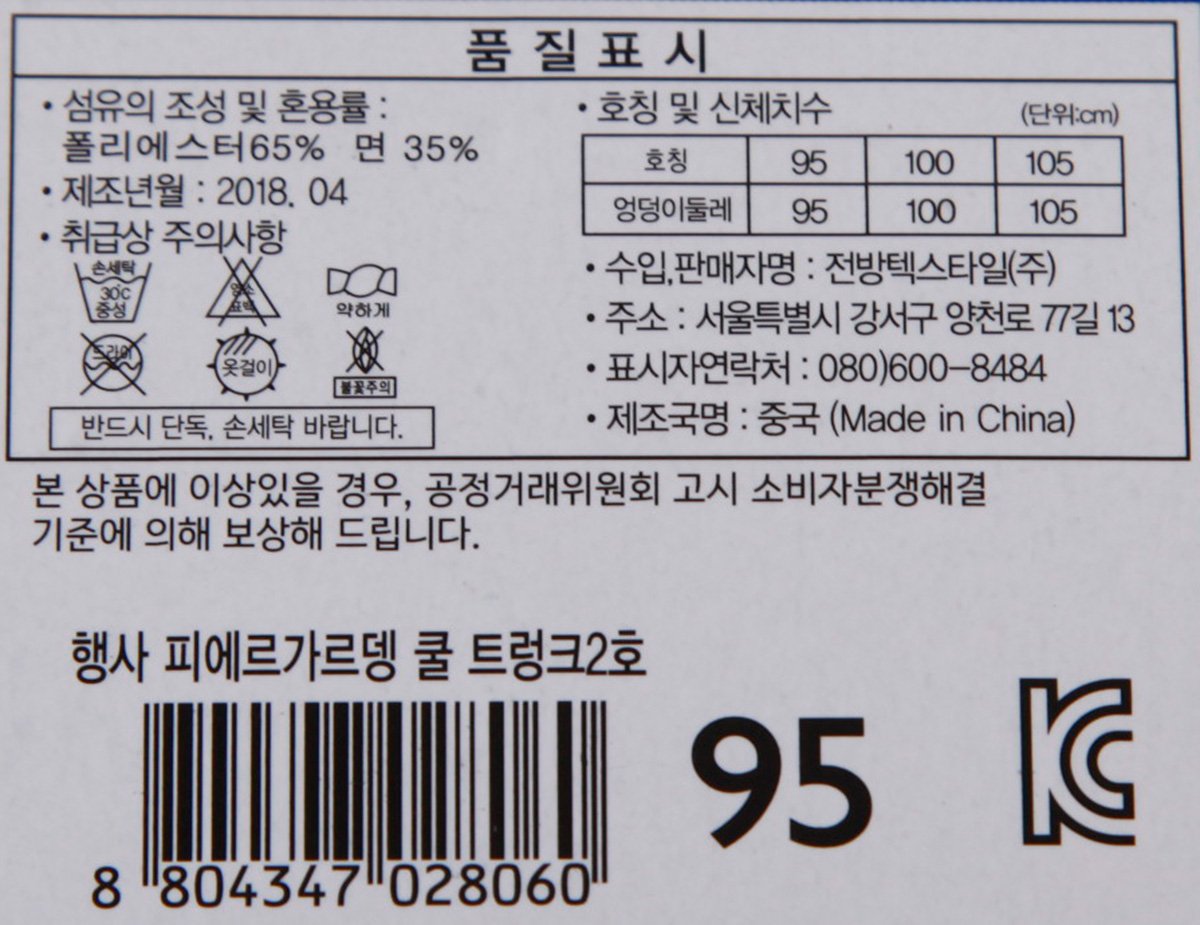 품 질 표 시
· 섬유의 조성 및 혼용률 :
폴리에스터65% 면 35%
· 제조년월 : 2018. 04
· 취급상 주의사항
손세탁
30℃
중성
염소
표백
약하게
드라이
옷걸이
불꽃주의
반드시 단독, 손세탁 바랍니다.
· 호칭 및 신체치수 (단위:cm)
호칭 95 100 105
엉덩이둘레 95 100 105
· 수입,판매자명 : 전방텍스타일(주)
· 주소 : 서울특별시 강서구 양천로 77길 13
· 표시자연락처 : 080)600-8484
· 제조국명 : 중국 (Made in China)
본 상품에 이상있을 경우, 공정거래위원회 고시 소비자분쟁해결
기준에 의해 보상해 드립니다.
행사 피에르가르뎅 쿨 트렁크2호
8 804347 028060
95
KC